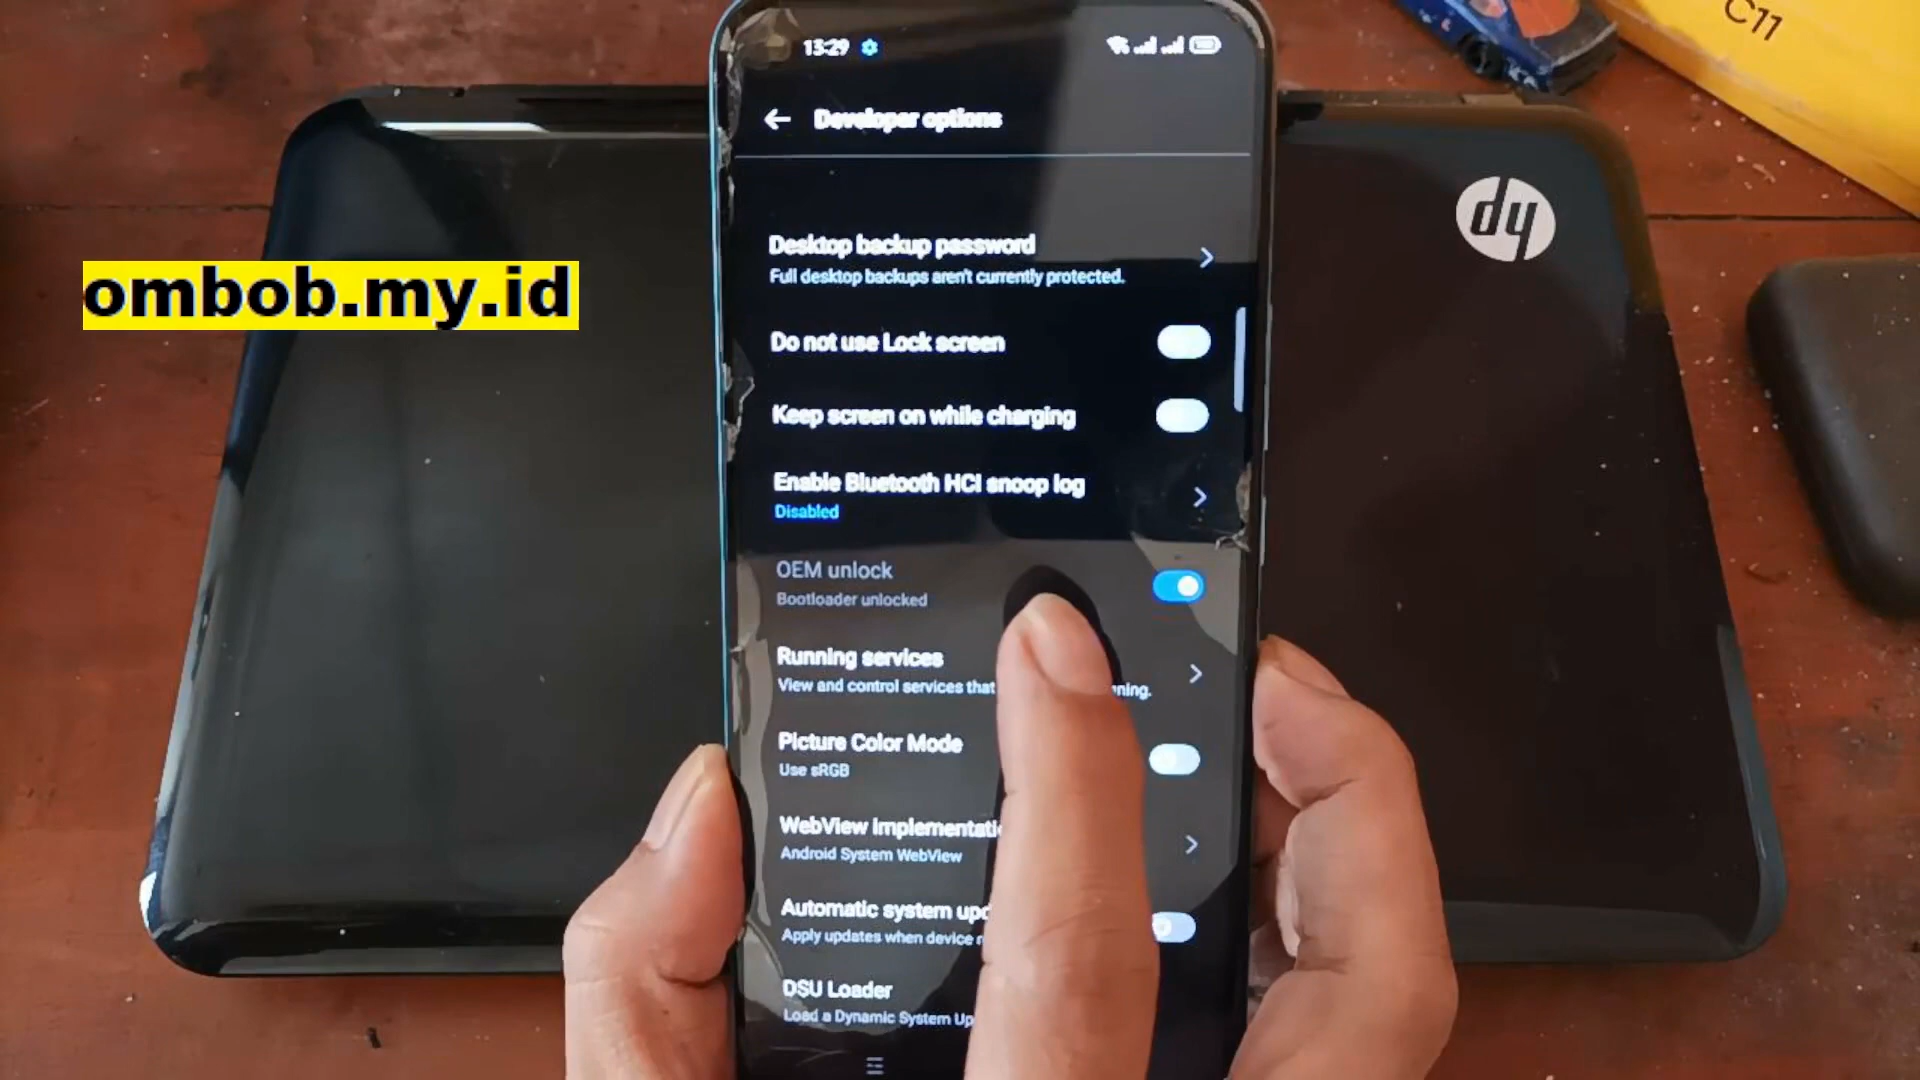 C11
13:29
Developer options
hp
ombob.my.id
Desktop backup password
Full desktop backups aren't currently protected.
Do not use Lock screen
Keep screen on while charging
Enable Bluetooth HCI snoop log
Disabled
OEM unlock
Bootloader unlocked
Running services
View and control services that
Picture Color Mode
Use sRGB
WebView
Android System WebView
Automatic system
Apply updates when device
DSU Loader
Load a Dynamic System